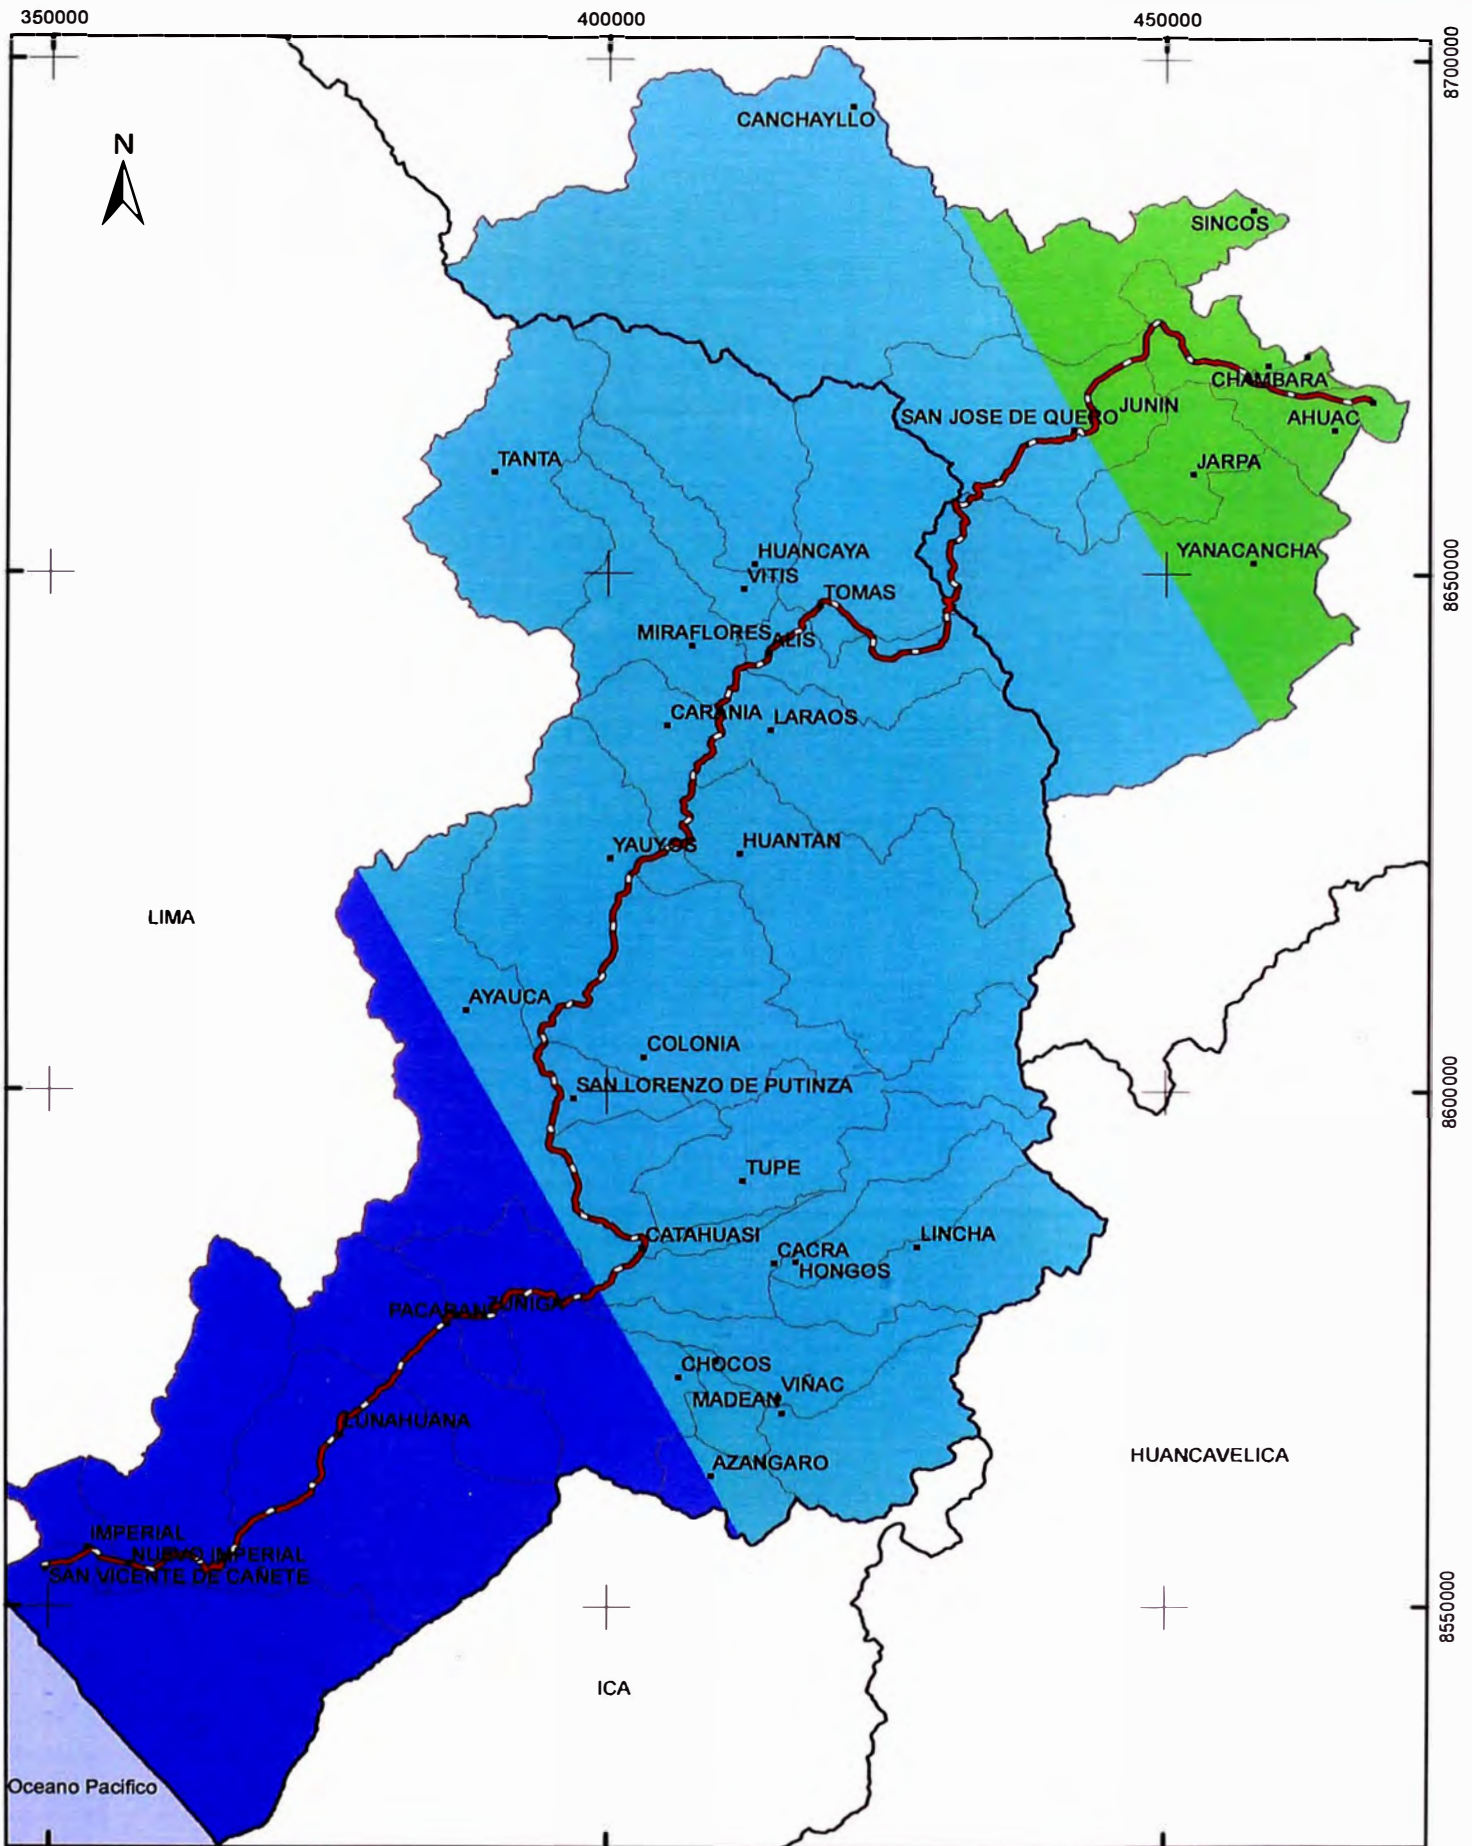 350000
400000
450000
8700000
N
CANCHAYLLO
SINCOS
CHAMBARA
JUNIN
SAN JOSE DE QUERO
AHUAC
TANTA
JARPA
HUANCAYA
YANACANCHA
VITIS
8650000
TOMAS
MIRAFLORES
ALIS
CARANIA
LARAOS
YAUYOS
HUANTAN
LIMA
AYAUCA
COLONIA
SAN LORENZO DE PUTINZA
8600000
TUPE
CATAHUASI
LINCHA
CACRA
HONGOS
ZUÑIGA
PACARAN
CHOCOS
VIÑAC
MADEAN
LUNAHUANA
HUANCAVELICA
AZANGARO
IMPERIAL
NUEVO IMPERIAL
SAN VICENTE DE CAÑETE
8550000
ICA
Oceano Pacifico